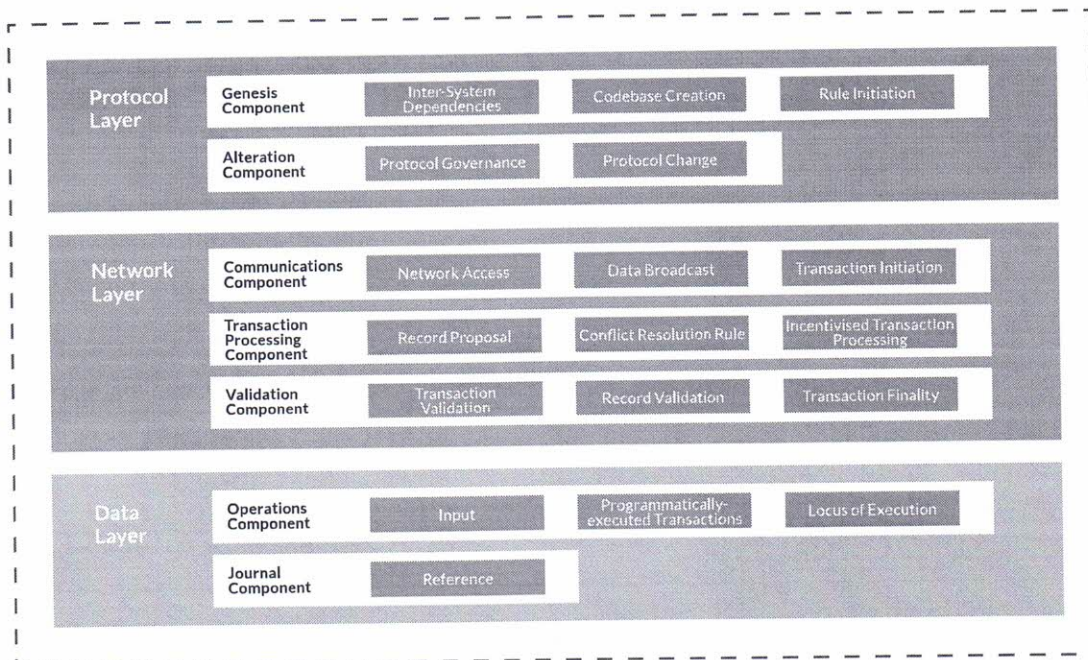 Protocol
Layer
Genesis
Component
Inter-System
Dependencies
Codebase Creation
Rule Initiation
Alteration
Component
Protocol Governance
Protocol Change
Network
Layer
Communications
Component
Network Access
Data Broadcast
Transaction Initiation
Transaction
Processing
Component
Record Proposal
Conflict Resolution Rule
Incentivised Transaction
Processing
Validation
Component
Transaction
Validation
Record Validation
Transaction Finality
Data
Layer
Operations
Component
Input
Programmatically-
executed Transactions
Locus of Execution
Journal
Component
Reference